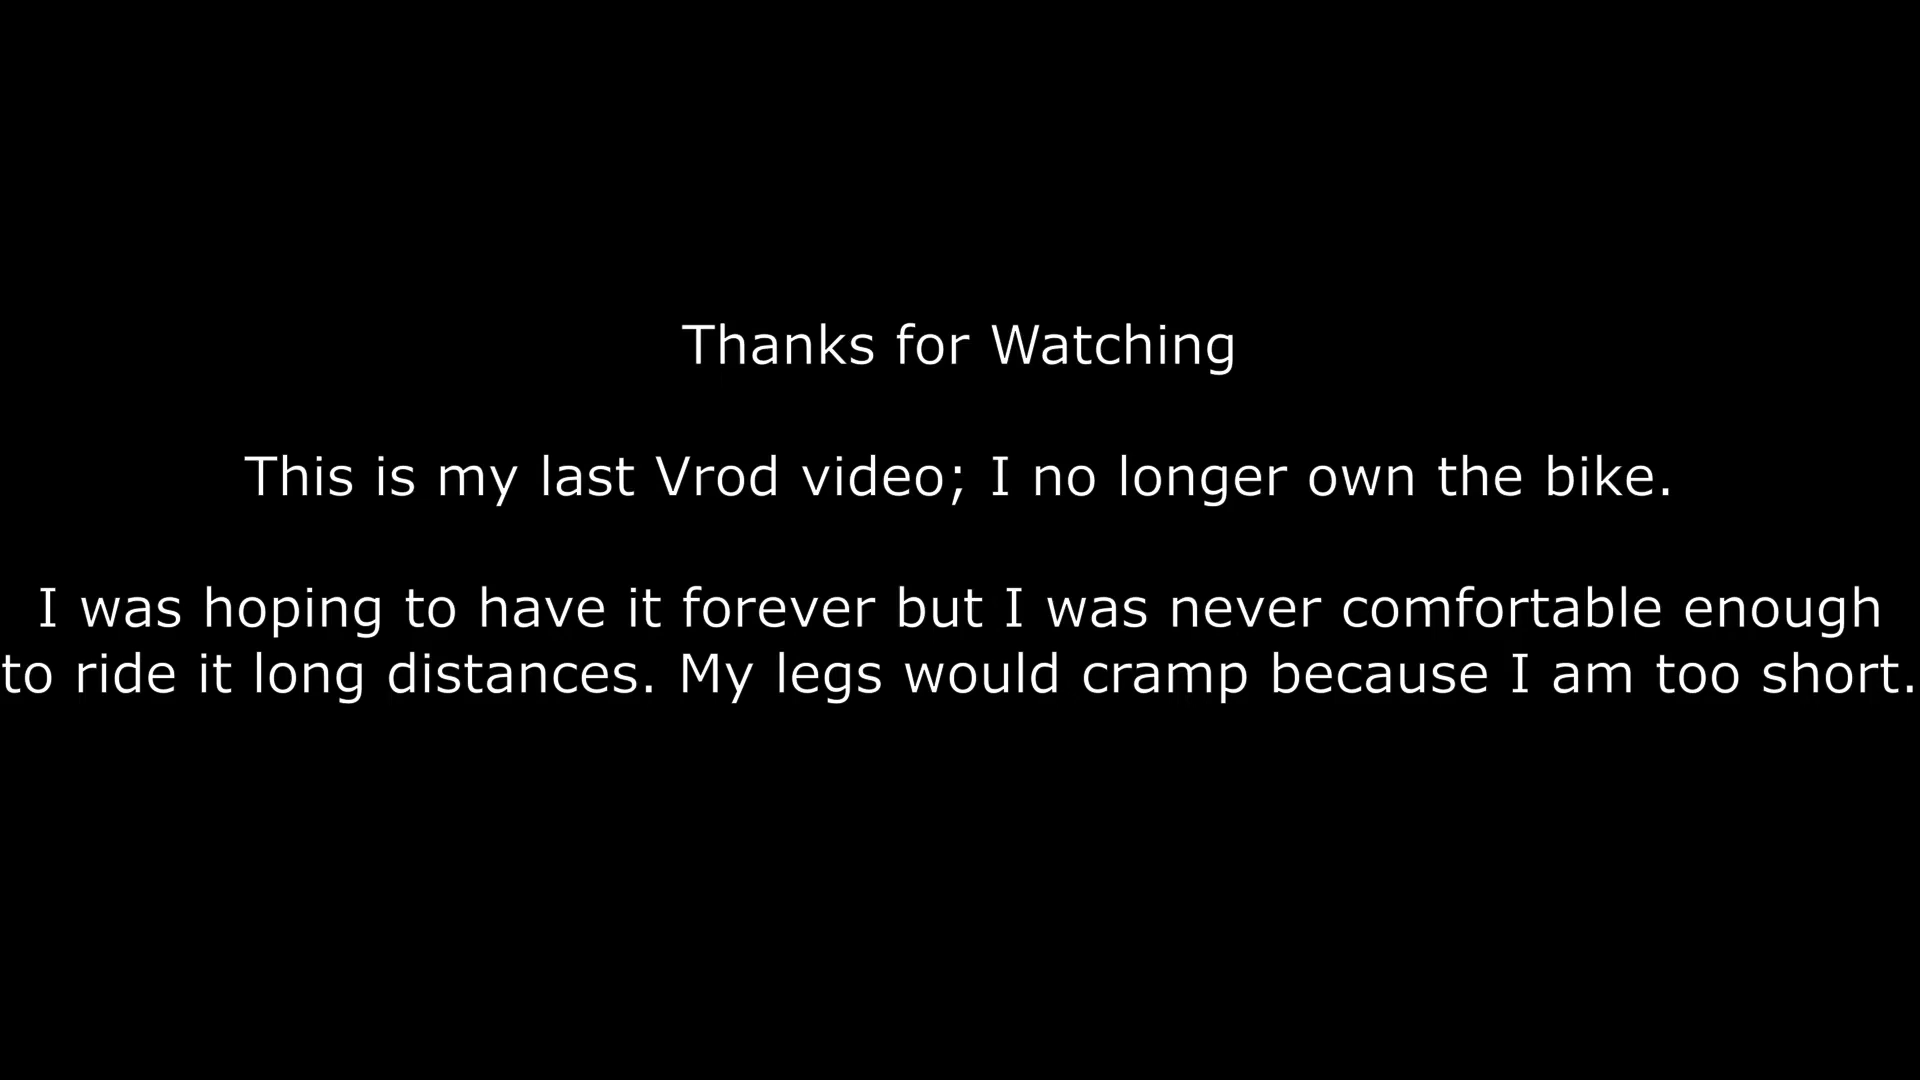 Thanks for Watching
This is my last Vrod video; I no longer own the bike.
I was hoping to have it forever but I was never comfortable enough
to ride it long distances. My legs would cramp because I am too short.